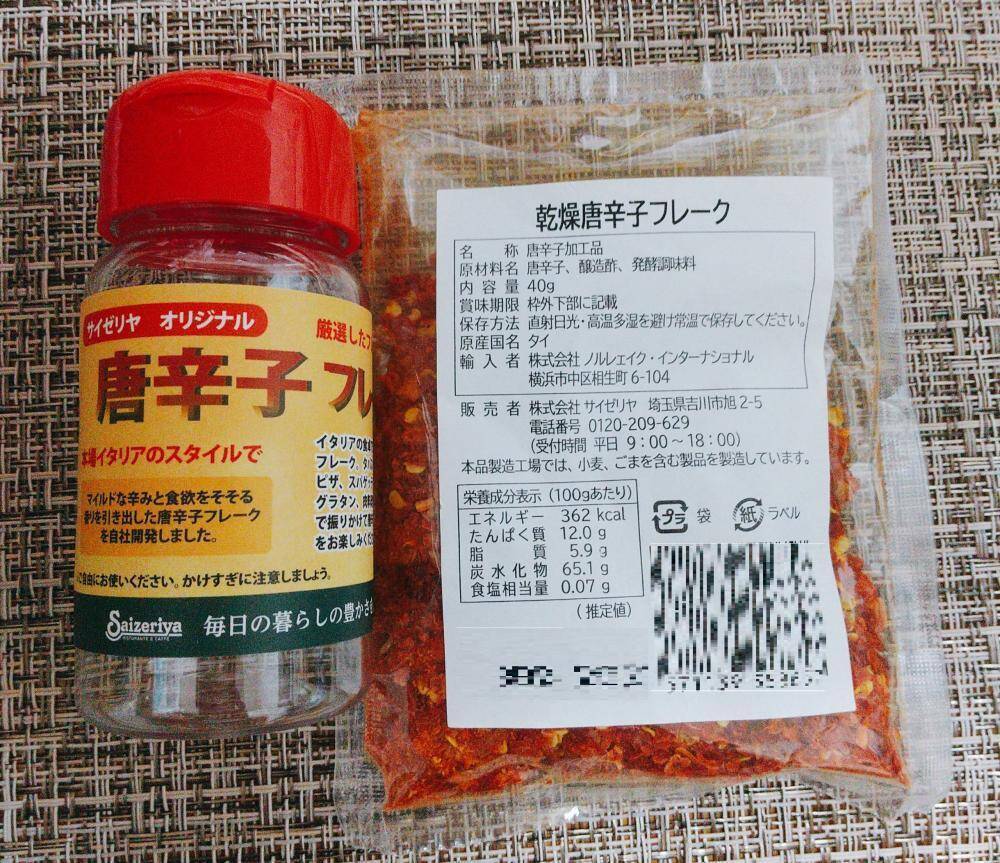 サイゼリヤ オリジナル
厳選した
唐辛子 フレ
本場イタリアのスタイルで
マイルドな辛みと食欲をそそる
香りを引き出した唐辛子フレーク
を自社開発しました。
イタリアの食卓
フレーク。
ピザ、スパゲッ
グラタン、肉料
で振りかけて
をお楽しみくだ
自由にお使いください。かけすぎに注意しましょう。
Saizeriya
RISTORANTE E CAFFE
毎日の暮らしの豊かさ
乾燥唐辛子フレーク
名 称 唐辛子加工品
原材料名 唐辛子、醸造酢、発酵調味料
内容量 40g
賞味期限 枠外下部に記載
保存方法 直射日光・高温多湿を避け常温で保存してください。
原産国名 タイ
輸入者 株式会社 ノルレェイク・インターナショナル
横浜市中区相生町 6-104
販売者 株式会社 サイゼリヤ 埼玉県吉川市旭 2-5
電話番号 0120-209-629
(受付時間 平日 9:00~18:00)
本品製造工場では、小麦、ごまを含む製品を製造しています。
栄養成分表示(100gあたり)
エネルギー 362 kcal
たんぱく質 12.0 g
脂質 5.9 g
炭水化物 65.1 g
食塩相当量 0.07 g
(推定値)
プラ 袋
紙 ラベル